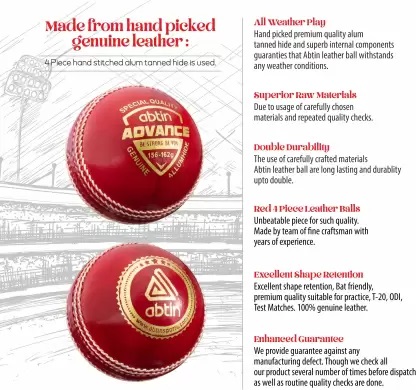 Made from hand picked
genuine leather :
4 Piece hand stitched alum tanned hide is used.
SPECIAL QUALITY
abtin
ADVANCE
156-162g
GENUINE
abtin
All Weather Play
Hand picked premium quality alum
tanned hide and superb internal components
guaranties that Abtin leather ball withstands
any weather conditions.
Superior Raw Materials
Due to usage of carefully chosen
materials and repeated quality checks.
Double Durability
The use of carefully crafted materials
Abtin leather ball are long lasting and durablity
upto double.
Red 4 Piece Leather Balls
Unbeatable piece for such quality.
Made by team of fine craftsman with
years of experience.
Excellent Shape Retention
Excellent shape retention, Bat friendly,
premium quality suitable for practice, T-20, ODI,
Test Matches. 100% genuine leather.
Enhanced Guarantee
We provide guarantee against any
manufacturing defect. Though we check all
our product several number of times before dispatch
as well as routine quality checks are done.